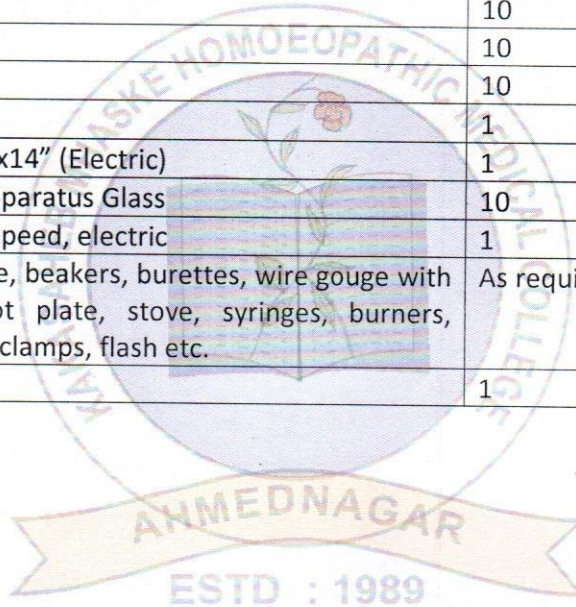 10
10
10
1
x14” (Electric) 1
paratus Glass 10
peed, electric 1
e, beakers, burettes, wire gouge with As requi
ot plate, stove, syringes, burners,
clamps, flash etc.
1
HOMOEOPATHIC MEDICAL COLLEGE
AHMEDNAGAR
ESTD : 1989